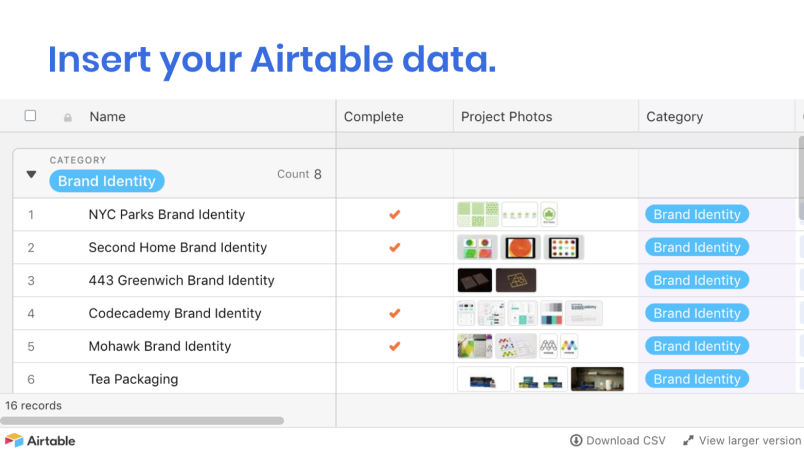 Insert your Airtable data.
Name Complete Project Photos Category
CATEGORY
Brand Identity Count 8
1 NYC Parks Brand Identity Brand Identity
2 Second Home Brand Identity Brand Identity
3 443 Greenwich Brand Identity Brand Identity
4 Codecademy Brand Identity Brand Identity
5 Mohawk Brand Identity Brand Identity
6 Tea Packaging Brand Identity
16 records
Airtable Download CSV View larger version